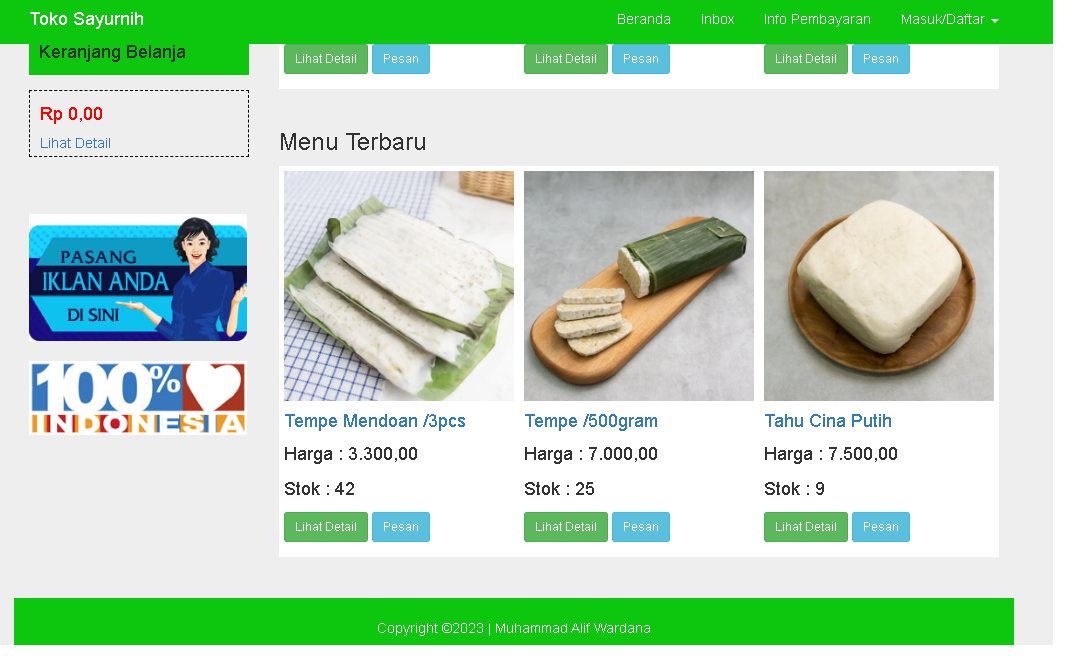 Toko Sayurnih
Beranda Inbox Info Pembayaran Masuk/Daftar
Keranjang Belanja
Rp 0,00
Lihat Detail
PASANG
IKLAN ANDA
DI SINI
100%
INDONESIA
Lihat Detail Pesan Lihat Detail Pesan Lihat Detail Pesan
Menu Terbaru
Tempe Mendoan /3pcs
Harga : 3.300,00
Stok : 42
Lihat Detail Pesan
Tempe /500gram
Harga : 7.000,00
Stok : 25
Lihat Detail Pesan
Tahu Cina Putih
Harga : 7.500,00
Stok : 9
Lihat Detail Pesan
Copyright ©2023 | Muhammad Alif Wardana